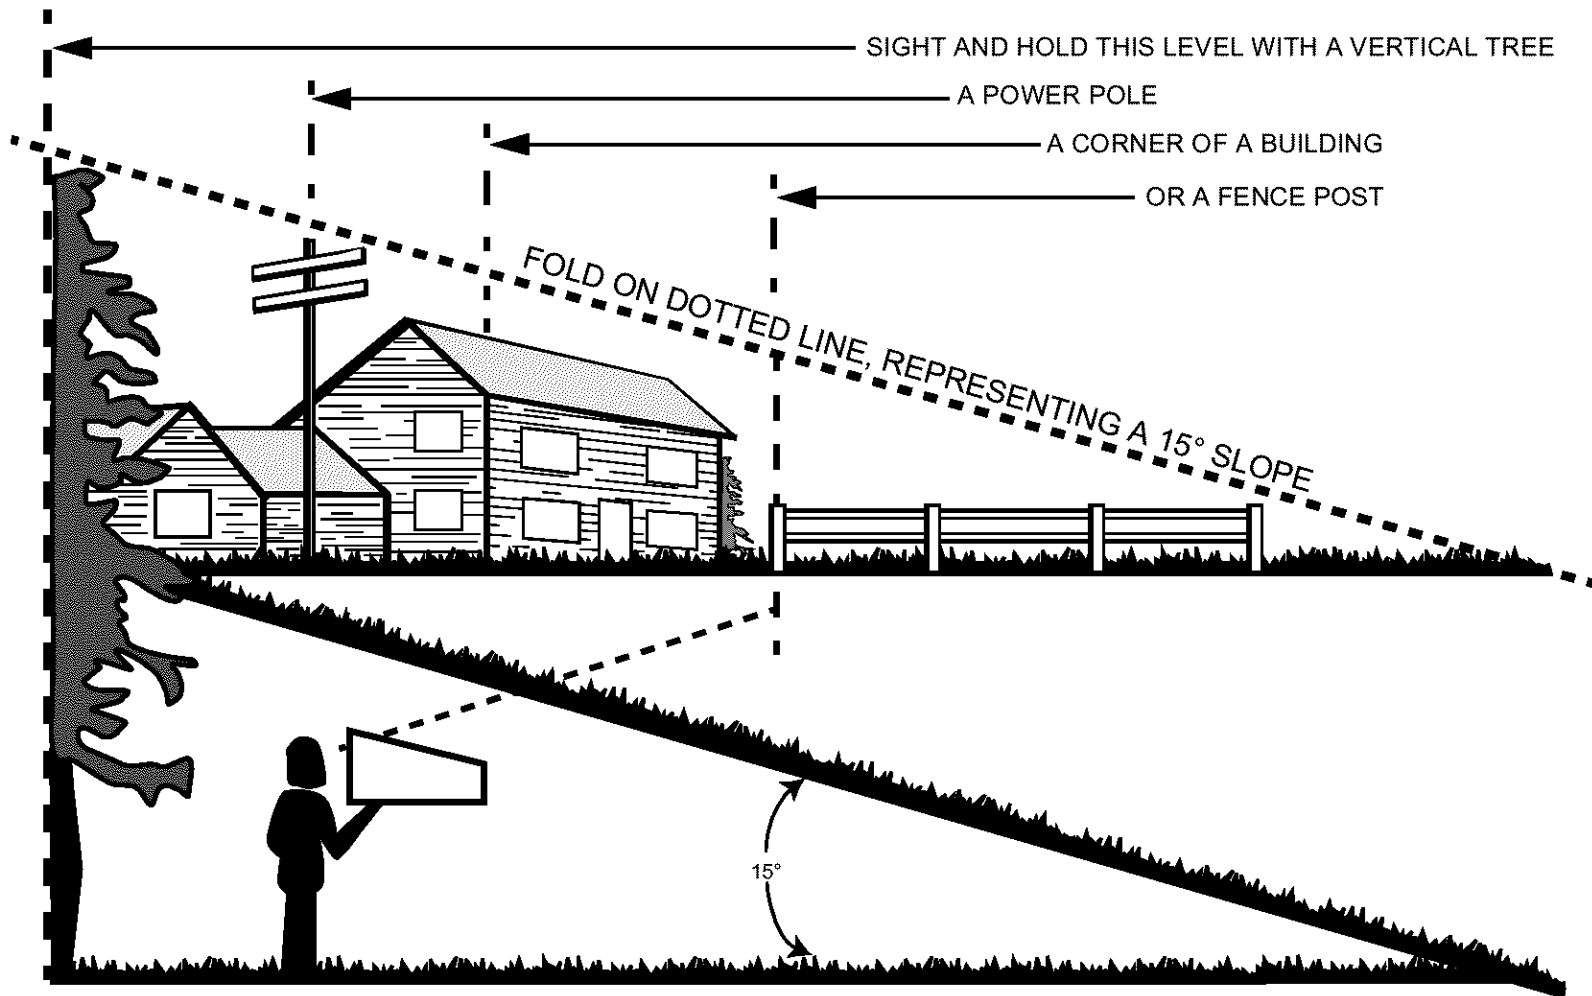 SIGHT AND HOLD THIS LEVEL WITH A VERTICAL TREE
A POWER POLE
A CORNER OF A BUILDING
OR A FENCE POST
FOLD ON DOTTED LINE, REPRESENTING A 15° SLOPE
15°